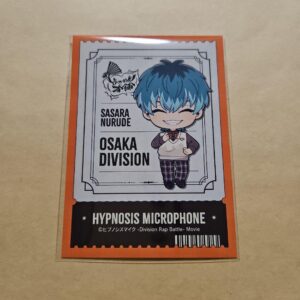 SASARA
NURUDE
OSAKA
DIVISION
HYPNOSIS MICROPHONE
©ヒプノシスマイク -Division Rap Battle- Movie